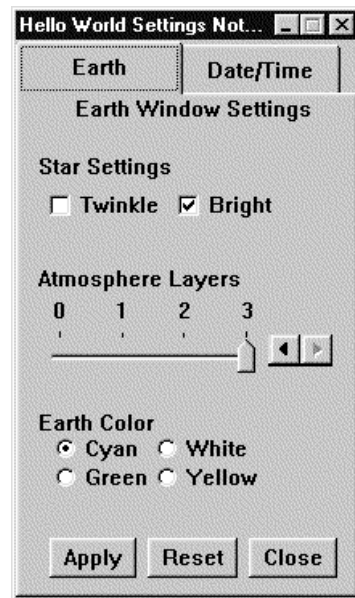 Hello World Settings Not...
Earth Date/Time
Earth Window Settings
Star Settings
Twinkle Bright
Atmosphere Layers
0 1 2 3
Earth Color
Cyan White
Green Yellow
Apply Reset Close